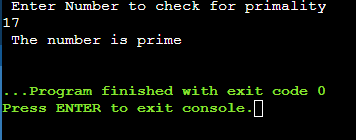 Enter Number to check for primality
17
The number is prime
...Program finished with exit code 0
Press ENTER to exit console.